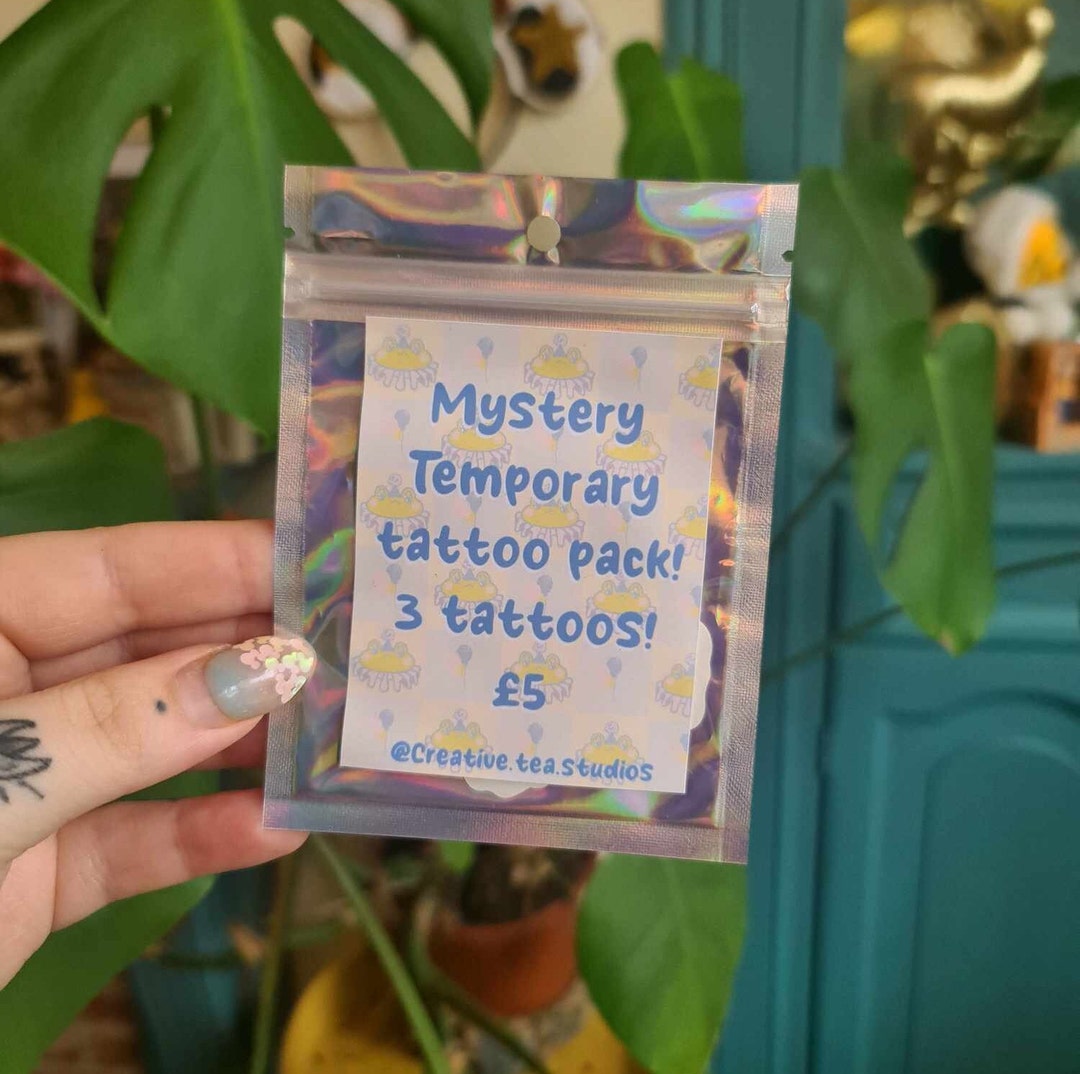 Mystery
Temporary
tattoo pack!
3 tattoos!
£5
@Creative.tea.studios